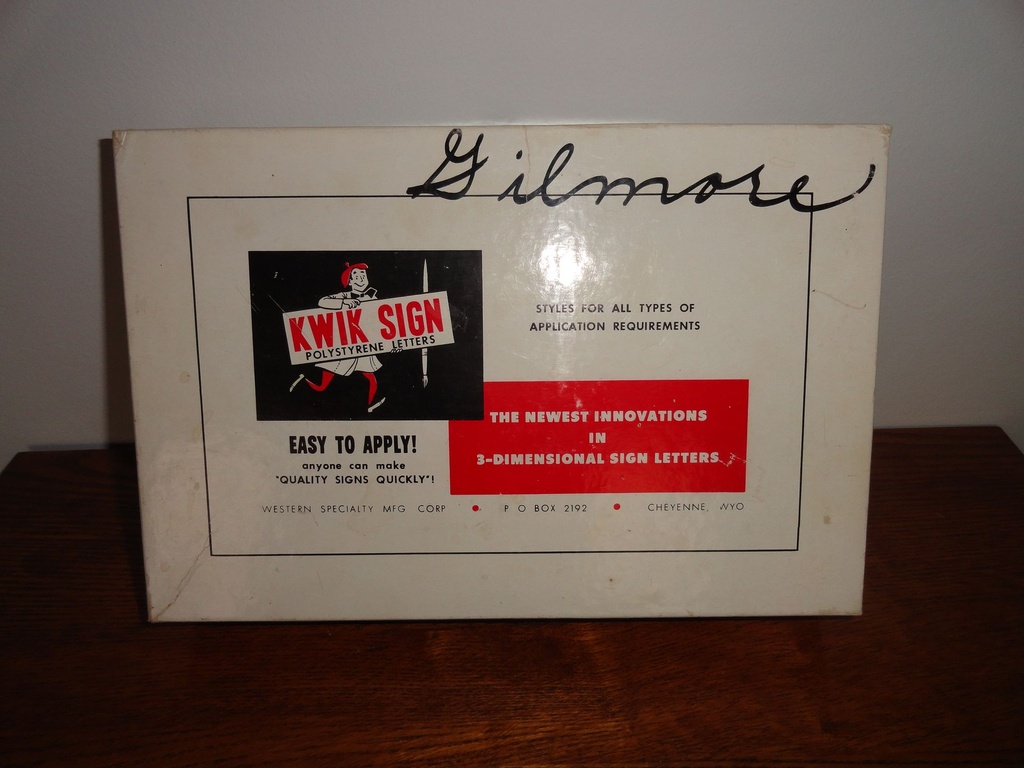 Gilmore
KWIK SIGN
POLYSTYRENE LETTERS
STYLES FOR ALL TYPES OF
APPLICATION REQUIREMENTS
THE NEWEST INNOVATIONS
IN
3-DIMENSIONAL SIGN LETTERS
EASY TO APPLY!
anyone can make
"QUALITY SIGNS QUICKLY"!
WESTERN SPECIALTY MFG CORP • P O BOX 2192 • CHEYENNE, WYO